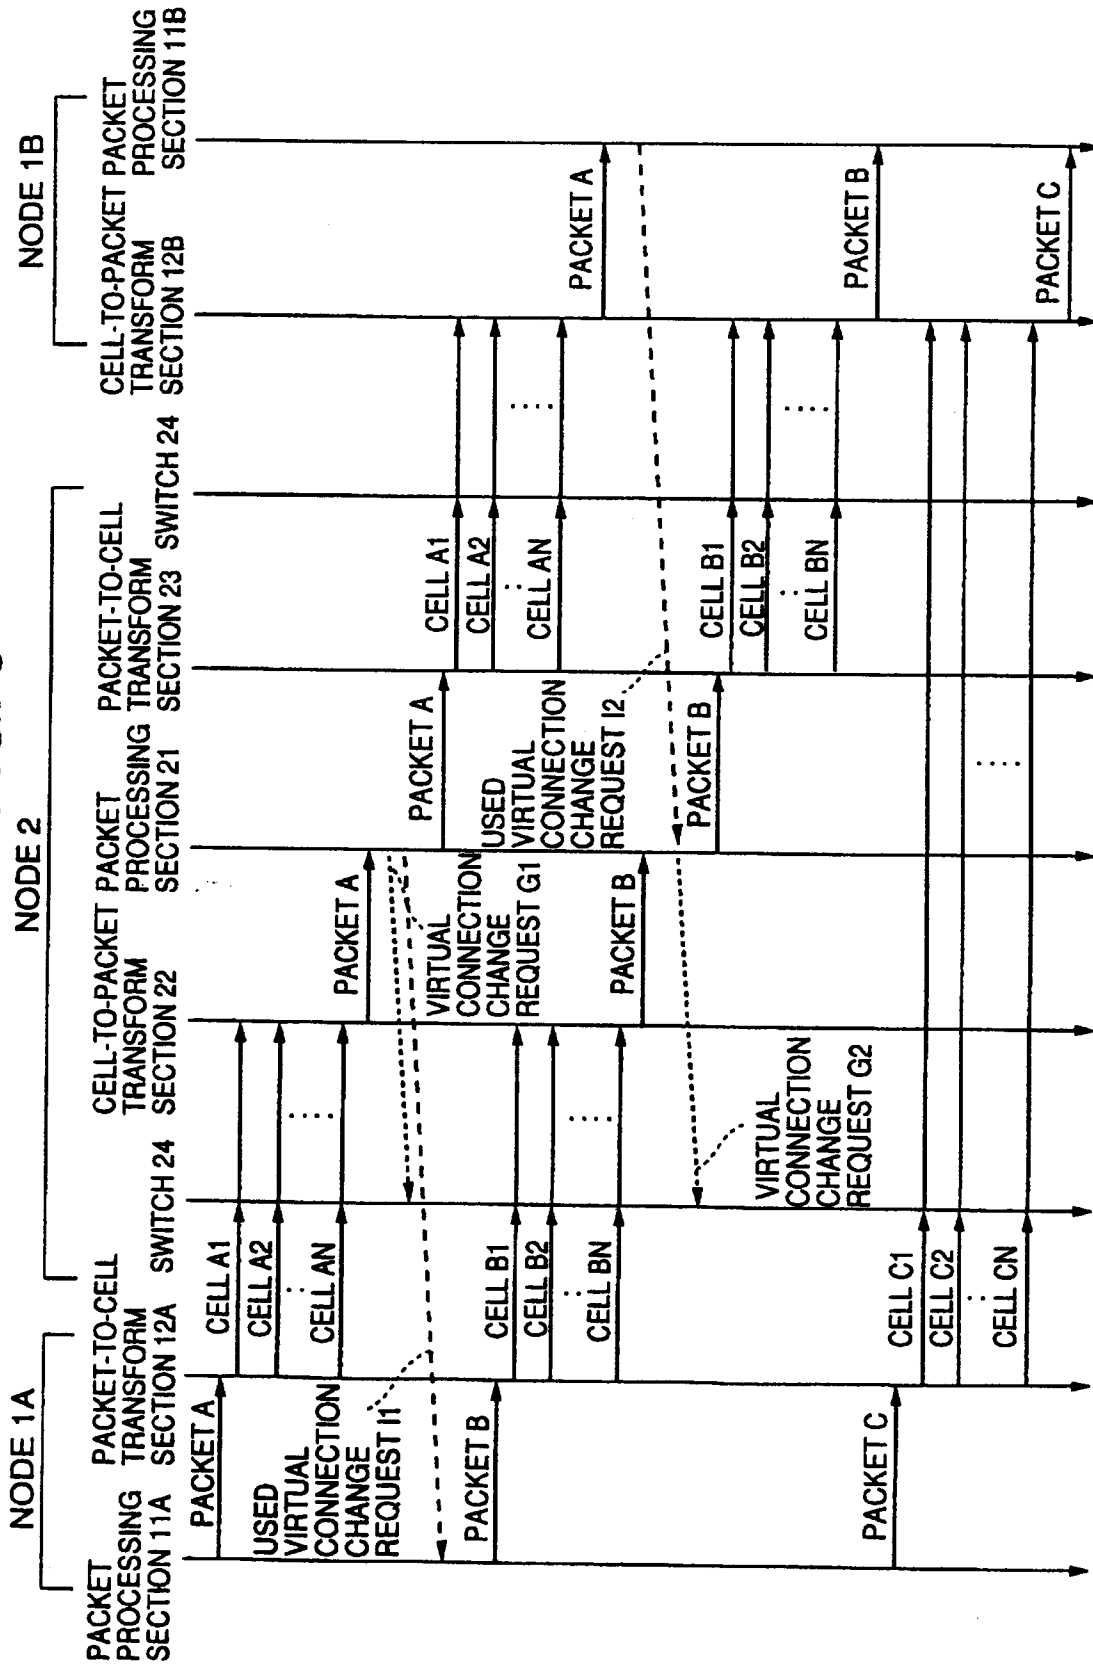 NODE 1A
NODE 2
NODE 1B
PACKET
PROCESSING
SECTION 11A
PACKET-TO-CELL
TRANSFORM
SECTION 12A
SWITCH 24
CELL-TO-PACKET
TRANSFORM
SECTION 22
PACKET
PROCESSING
SECTION 21
PACKET-TO-CELL
TRANSFORM
SECTION 23
SWITCH 24
CELL-TO-PACKET
TRANSFORM
SECTION 12B
PACKET
PROCESSING
SECTION 11B
PACKET A
CELL A1
CELL A2
CELL AN
PACKET A
PACKET A
CELL A1
CELL A2
CELL AN
PACKET A
USED
VIRTUAL
CONNECTION
CHANGE
REQUEST I1
VIRTUAL
CONNECTION
CHANGE
REQUEST G1
USED
VIRTUAL
CONNECTION
CHANGE
REQUEST I2
PACKET B
CELL B1
CELL B2
CELL BN
PACKET B
PACKET B
CELL B1
CELL B2
CELL BN
PACKET B
VIRTUAL
CONNECTION
CHANGE
REQUEST G2
PACKET C
CELL C1
CELL C2
CELL CN
PACKET C